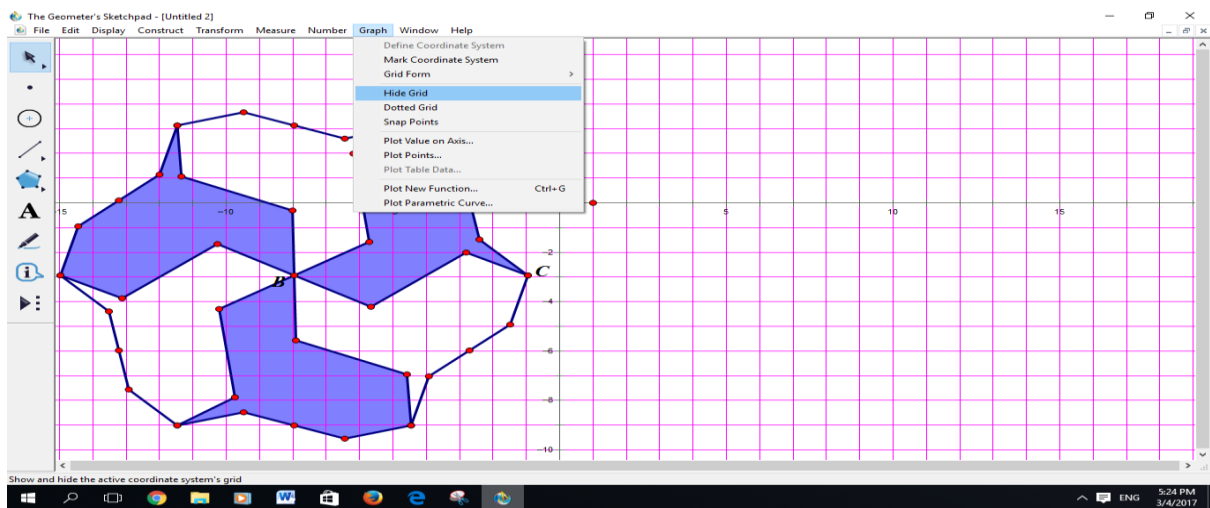 The Geometer's Sketchpad - [Untitled 2]
File Edit Display Construct Transform Measure Number Graph Window Help
Define Coordinate System
Mark Coordinate System
Grid Form
Hide Grid
Dotted Grid
Snap Points
Plot Value on Axis...
Plot Points...
Plot Table Data...
Plot New Function... Ctrl+G
Plot Parametric Curve...
A
-10
5
10
15
-2
B
C
-4
-6
-8
-10
Show and hide the active coordinate system's grid
ENG
5:24 PM
3/4/2017